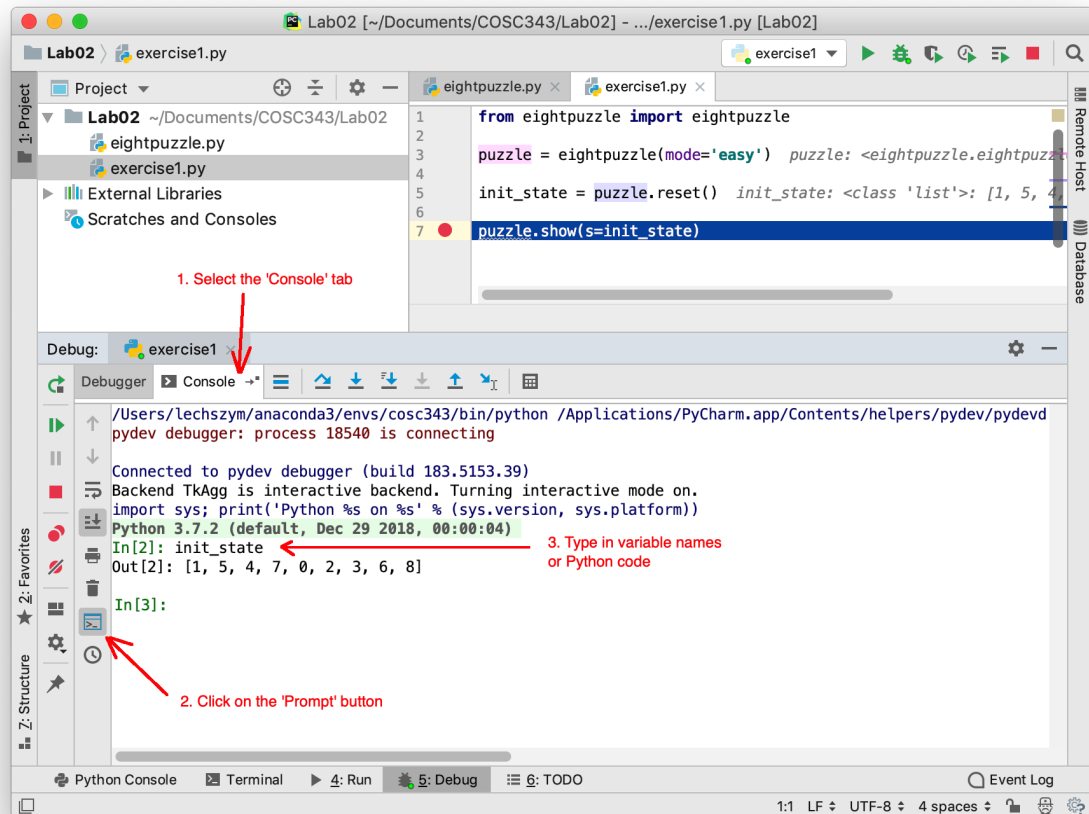 Lab02 [~/Documents/COSC343/Lab02] - .../exercise1.py [Lab02]
Lab02 exercise1.py
exercise1
1: Project
Project
Lab02 ~/Documents/COSC343/Lab02
eightpuzzle.py
exercise1.py
External Libraries
Scratches and Consoles
eightpuzzle.py
exercise1.py
1 from eightpuzzle import eightpuzzle
2
3 puzzle = eightpuzzle(mode='easy') puzzle: <eightpuzzle.eightpuzzl
4
5 init_state = puzzle.reset() init_state: <class 'list'>: [1, 5, 4,
6
7 puzzle.show(s=init_state)
Remote Host
Database
1. Select the 'Console' tab
Debug: exercise1
Debugger Console
/Users/lechszym/anaconda3/envs/cosc343/bin/python /Applications/PyCharm.app/Contents/helpers/pydev/pydevd
pydev debugger: process 18540 is connecting
Connected to pydev debugger (build 183.5153.39)
Backend TkAgg is interactive backend. Turning interactive mode on.
import sys; print('Python %s on %s' % (sys.version, sys.platform))
Python 3.7.2 (default, Dec 29 2018, 00:00:04)
In[2]: init_state
Out[2]: [1, 5, 4, 7, 0, 2, 3, 6, 8]
In[3]:
3. Type in variable names
or Python code
2. Click on the 'Prompt' button
2: Favorites
Z: Structure
Python Console Terminal 4: Run 5: Debug 6: TODO Event Log
1:1 LF UTF-8 4 spaces